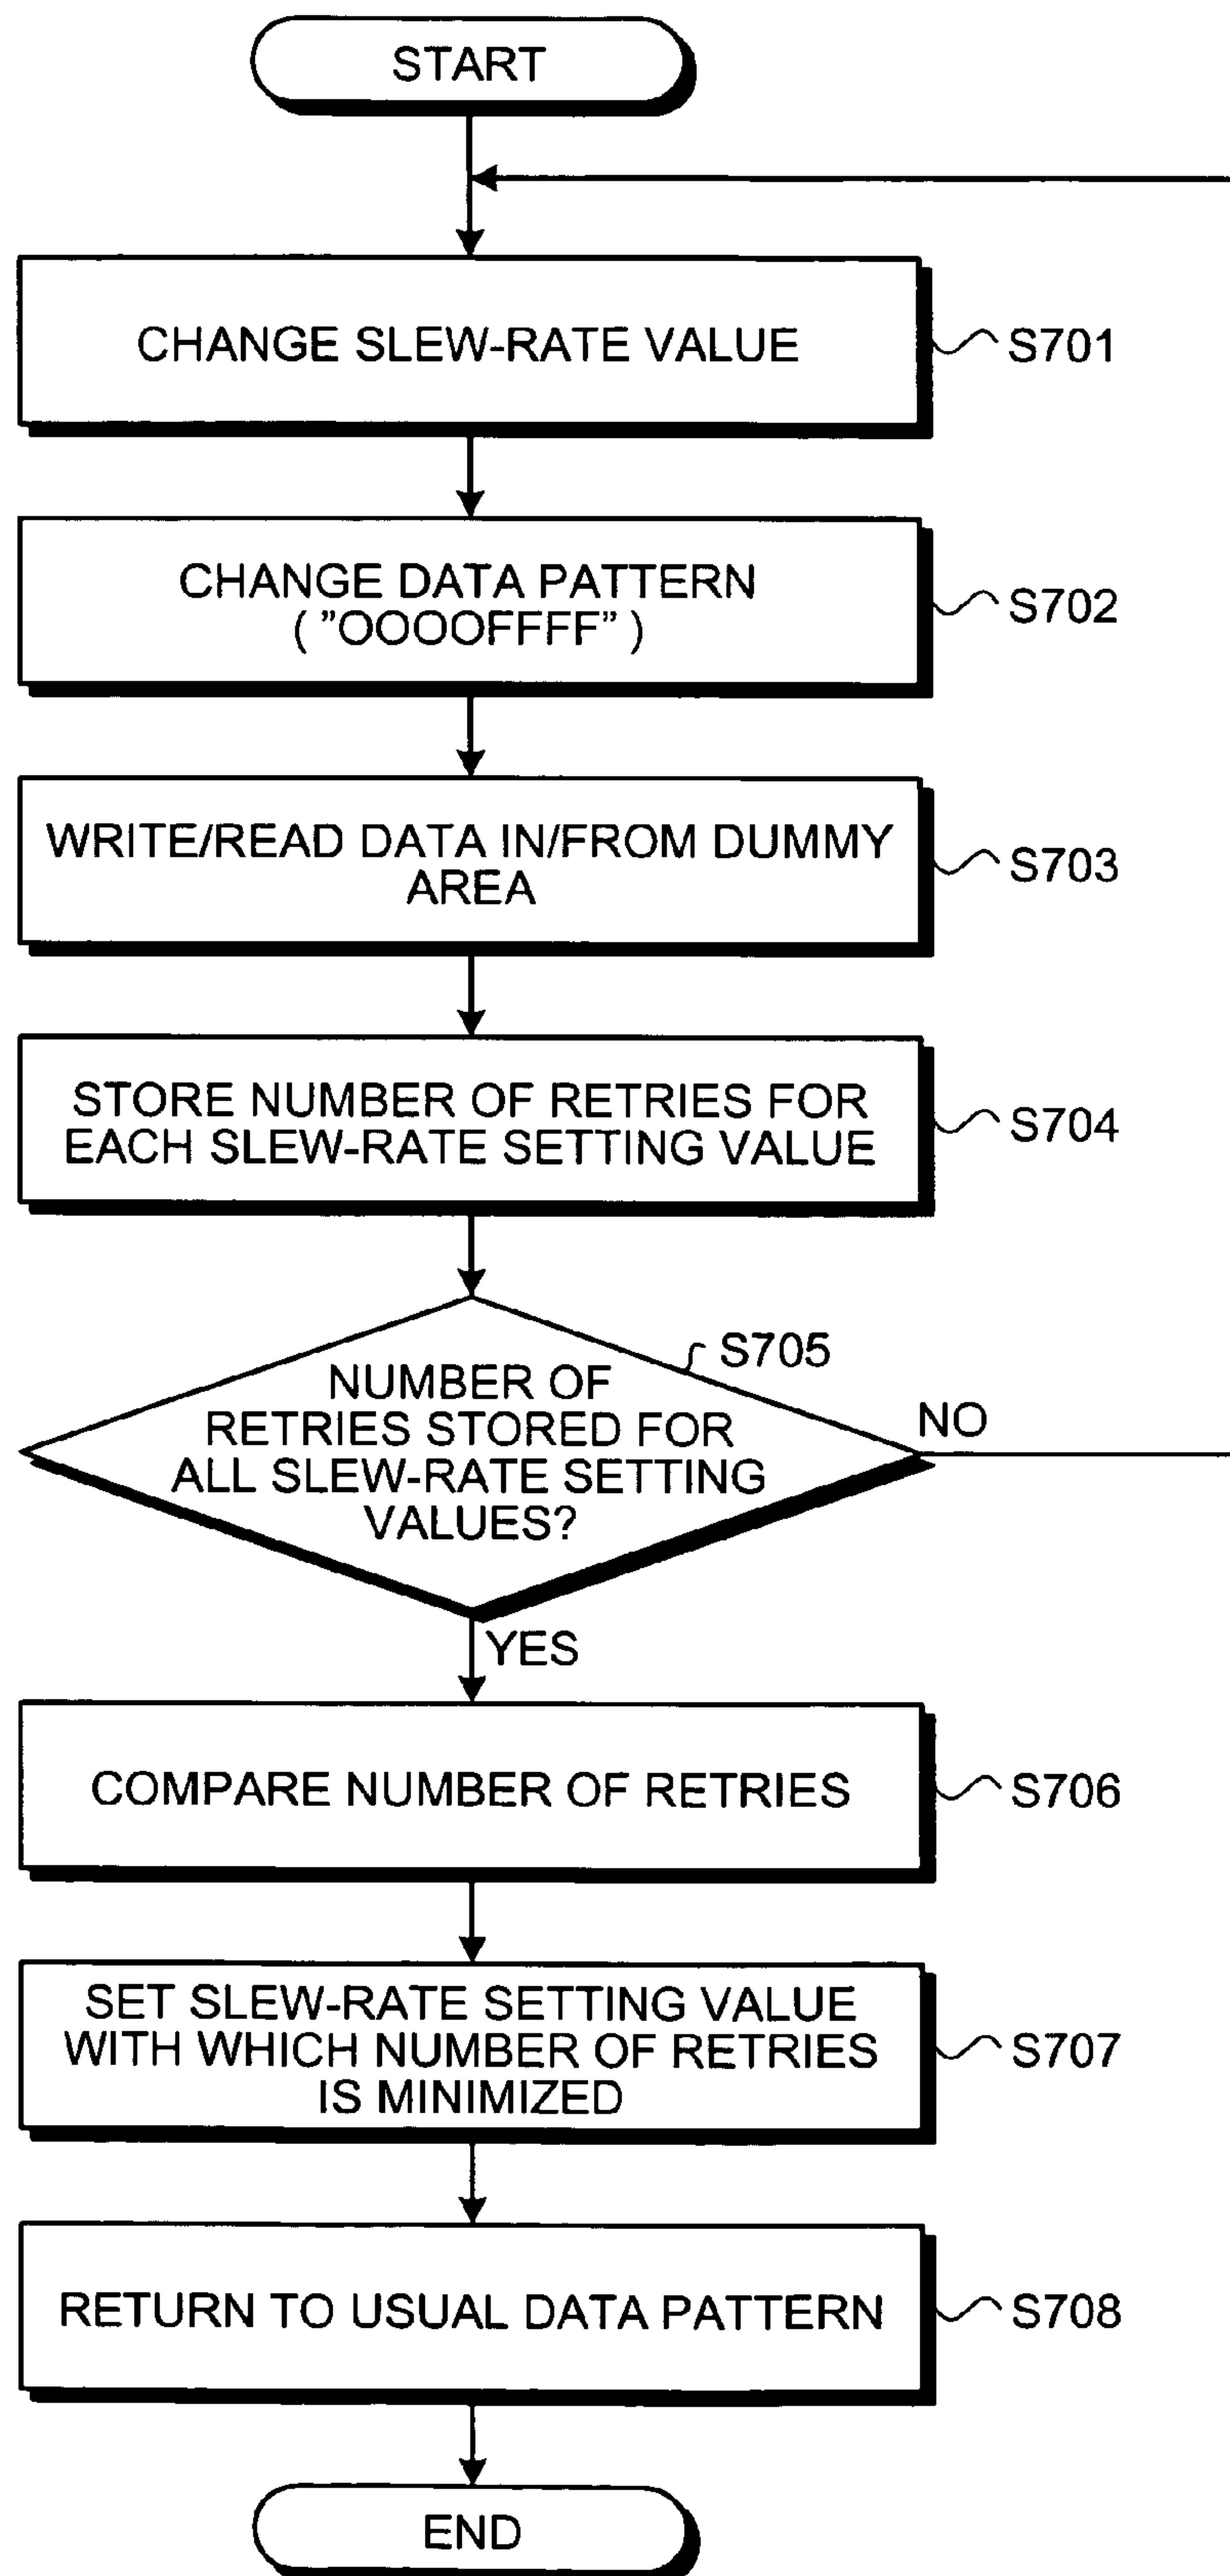 START
CHANGE SLEW-RATE VALUE
S701
CHANGE DATA PATTERN
( ”OOOOFFFF” )
S702
WRITE/READ DATA IN/FROM DUMMY
AREA
S703
STORE NUMBER OF RETRIES FOR
EACH SLEW-RATE SETTING VALUE
S704
S705
NUMBER OF
RETRIES STORED FOR
ALL SLEW-RATE SETTING
VALUES?
NO
YES
COMPARE NUMBER OF RETRIES
S706
SET SLEW-RATE SETTING VALUE
WITH WHICH NUMBER OF RETRIES
IS MINIMIZED
S707
RETURN TO USUAL DATA PATTERN
S708
END